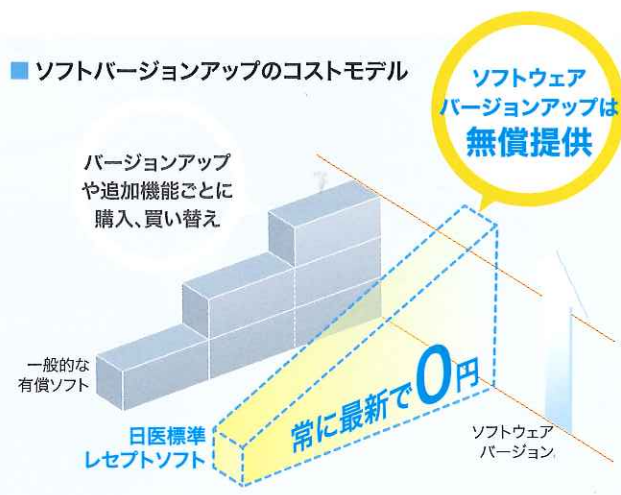 ■ ソフトバージョンアップのコストモデル
ソフトウェア
バージョンアップは
無償提供
バージョンアップ
や追加機能ごとに
購入、買い替え
一般的な
有償ソフト
常に最新で0円
日医標準
レセプトソフト
ソフトウェア
バージョン